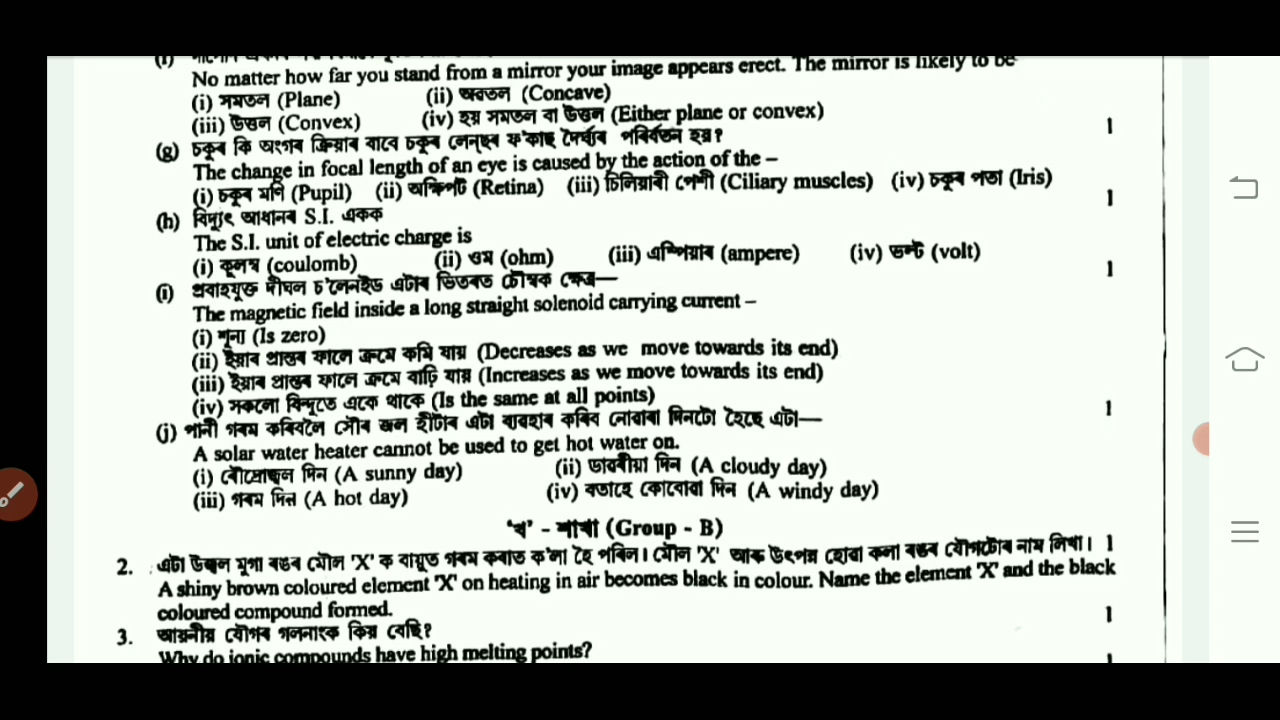 (f)
No matter how far you stand from a mirror your image appears erect. The mirror is likely to be
(i) সমতল (Plane) (ii) অবতল (Concave)
(iii) উত্তল (Convex) (iv) হয় সমতল বা উত্তল (Either plane or convex) 1
(g) চকুৰ কি অংগৰ ক্ৰিয়াৰ বাবে চকুৰ লেন্ছৰ ফ'কাছ দৈৰ্ঘ্যৰ পৰিৱৰ্তন হয়?
The change in focal length of an eye is caused by the action of the –
(i) চকুৰ মণি (Pupil) (ii) অক্ষিপট (Retina) (iii) চিলিয়াৰী পেশী (Ciliary muscles) (iv) চকুৰ পতা (Iris) 1
(h) বিদ্যুৎ আধানৰ S.I. একক
The S.I. unit of electric charge is
(i) কুলম্ব (coulomb) (ii) ওম (ohm) (iii) এম্পিয়াৰ (ampere) (iv) ভল্ট (volt) 1
(i) প্ৰবাহযুক্ত দীঘল চ'লেনইড এটাৰ ভিতৰত চৌম্বক ক্ষেত্ৰ—
The magnetic field inside a long straight solenoid carrying current –
(i) শূন্য (Is zero)
(ii) ইয়াৰ প্ৰান্তৰ ফালে ক্ৰমে কমি যায় (Decreases as we move towards its end)
(iii) ইয়াৰ প্ৰান্তৰ ফালে ক্ৰমে বাঢ়ি যায় (Increases as we move towards its end)
(iv) সকলো বিন্দুতে একে থাকে (Is the same at all points) 1
(j) পানী গৰম কৰিবলৈ সৌৰ জল হীটাৰ এটা ব্যৱহাৰ কৰিব নোৱাৰা দিনটো হৈছে এটা—
A solar water heater cannot be used to get hot water on.
(i) ৰৌদ্ৰোজ্জ্বল দিন (A sunny day) (ii) ডাৱৰীয়া দিন (A cloudy day)
(iii) গৰম দিন (A hot day) (iv) বতাহে কোবোৱা দিন (A windy day)
'খ' - শাখা (Group - B)
2. এটা উজ্বল মুগা ৰঙৰ মৌল 'X' ক বায়ুত গৰম কৰাত ক'লা হৈ পৰিল। মৌল 'X' আৰু উৎপন্ন হোৱা কলা ৰঙৰ যৌগটোৰ নাম লিখা। 1
A shiny brown coloured element 'X' on heating in air becomes black in colour. Name the element 'X' and the black
coloured compound formed. 1
3. আয়নীয় যৌগৰ গলনাংক কিয় বেছি?
Why do ionic compounds have high melting points? 1